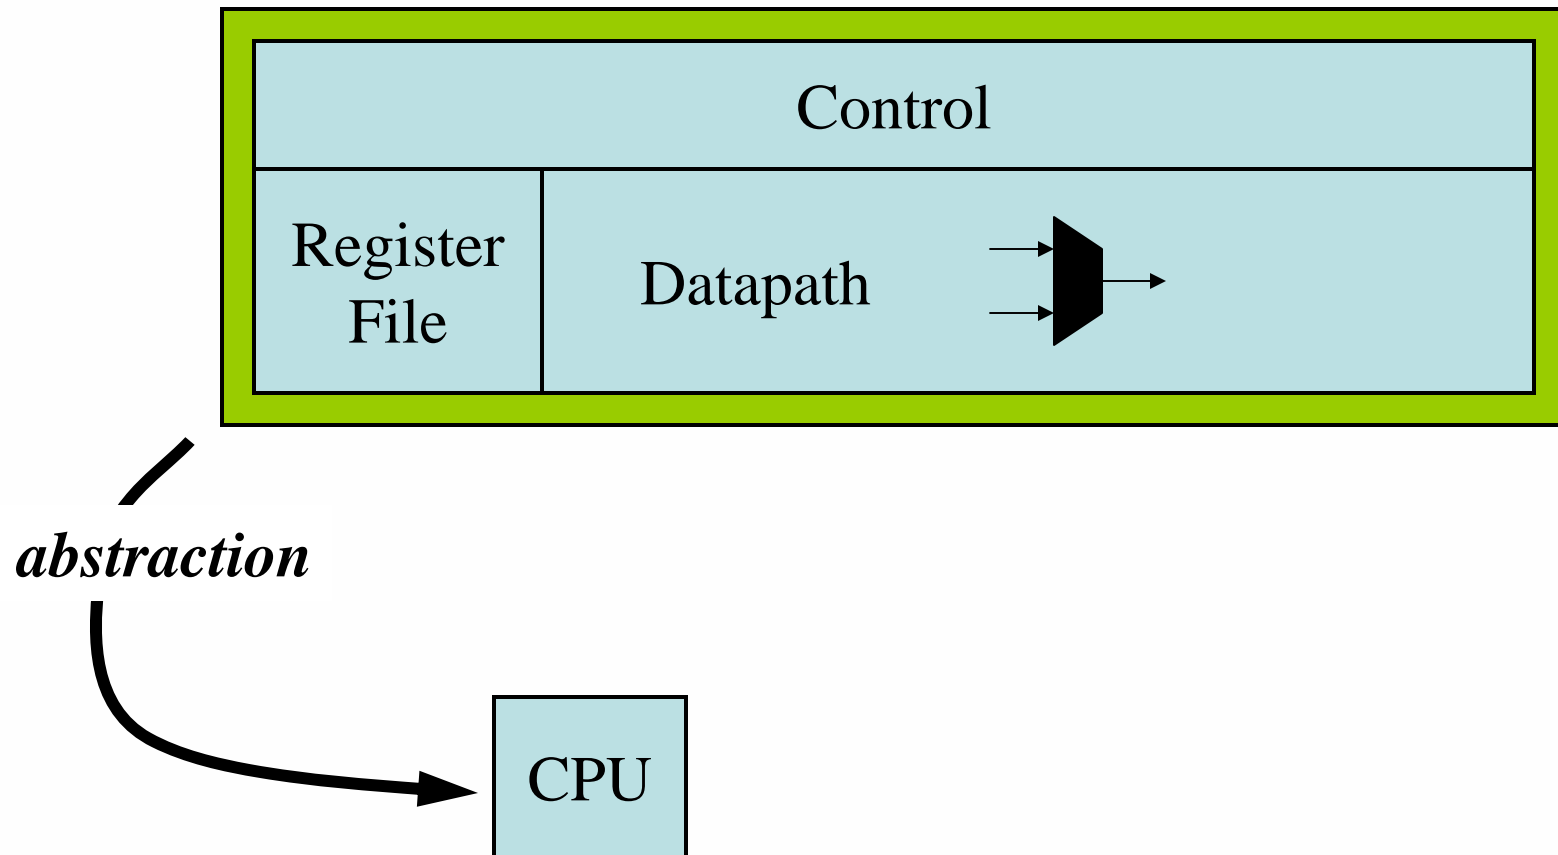 Control
Register
File
Datapath
abstraction
CPU